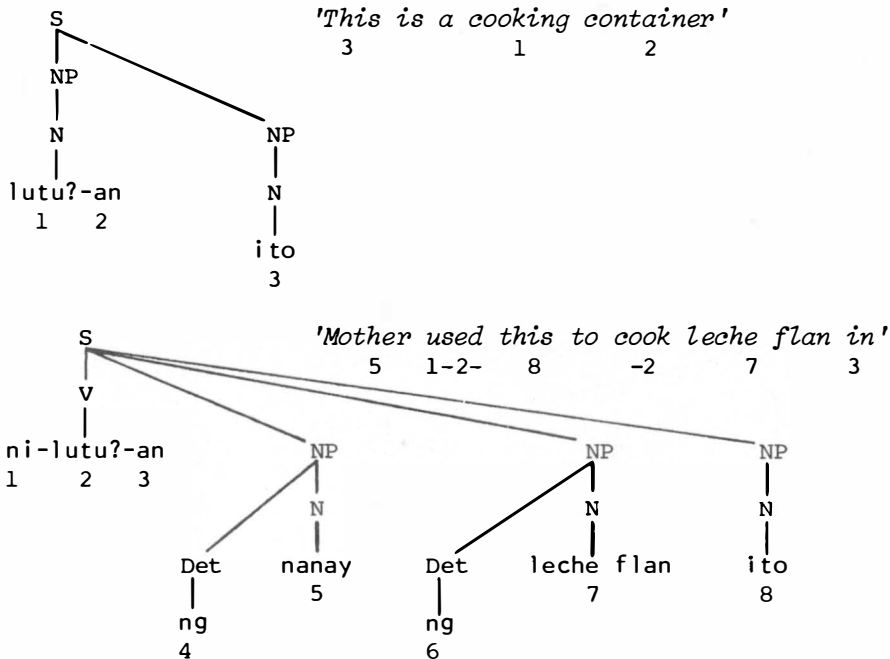 S 'This is a cooking container'
3 1 2
NP
N NP
lutu?-an N
1 2
ito
3
S 'Mother used this to cook leche flan in'
5 1-2- 8 -2 7 3
V
ni-lutu?-an NP NP NP
1 2 3
N N N
Det nanay Det leche flan ito
5 7 8
ng ng
4 6